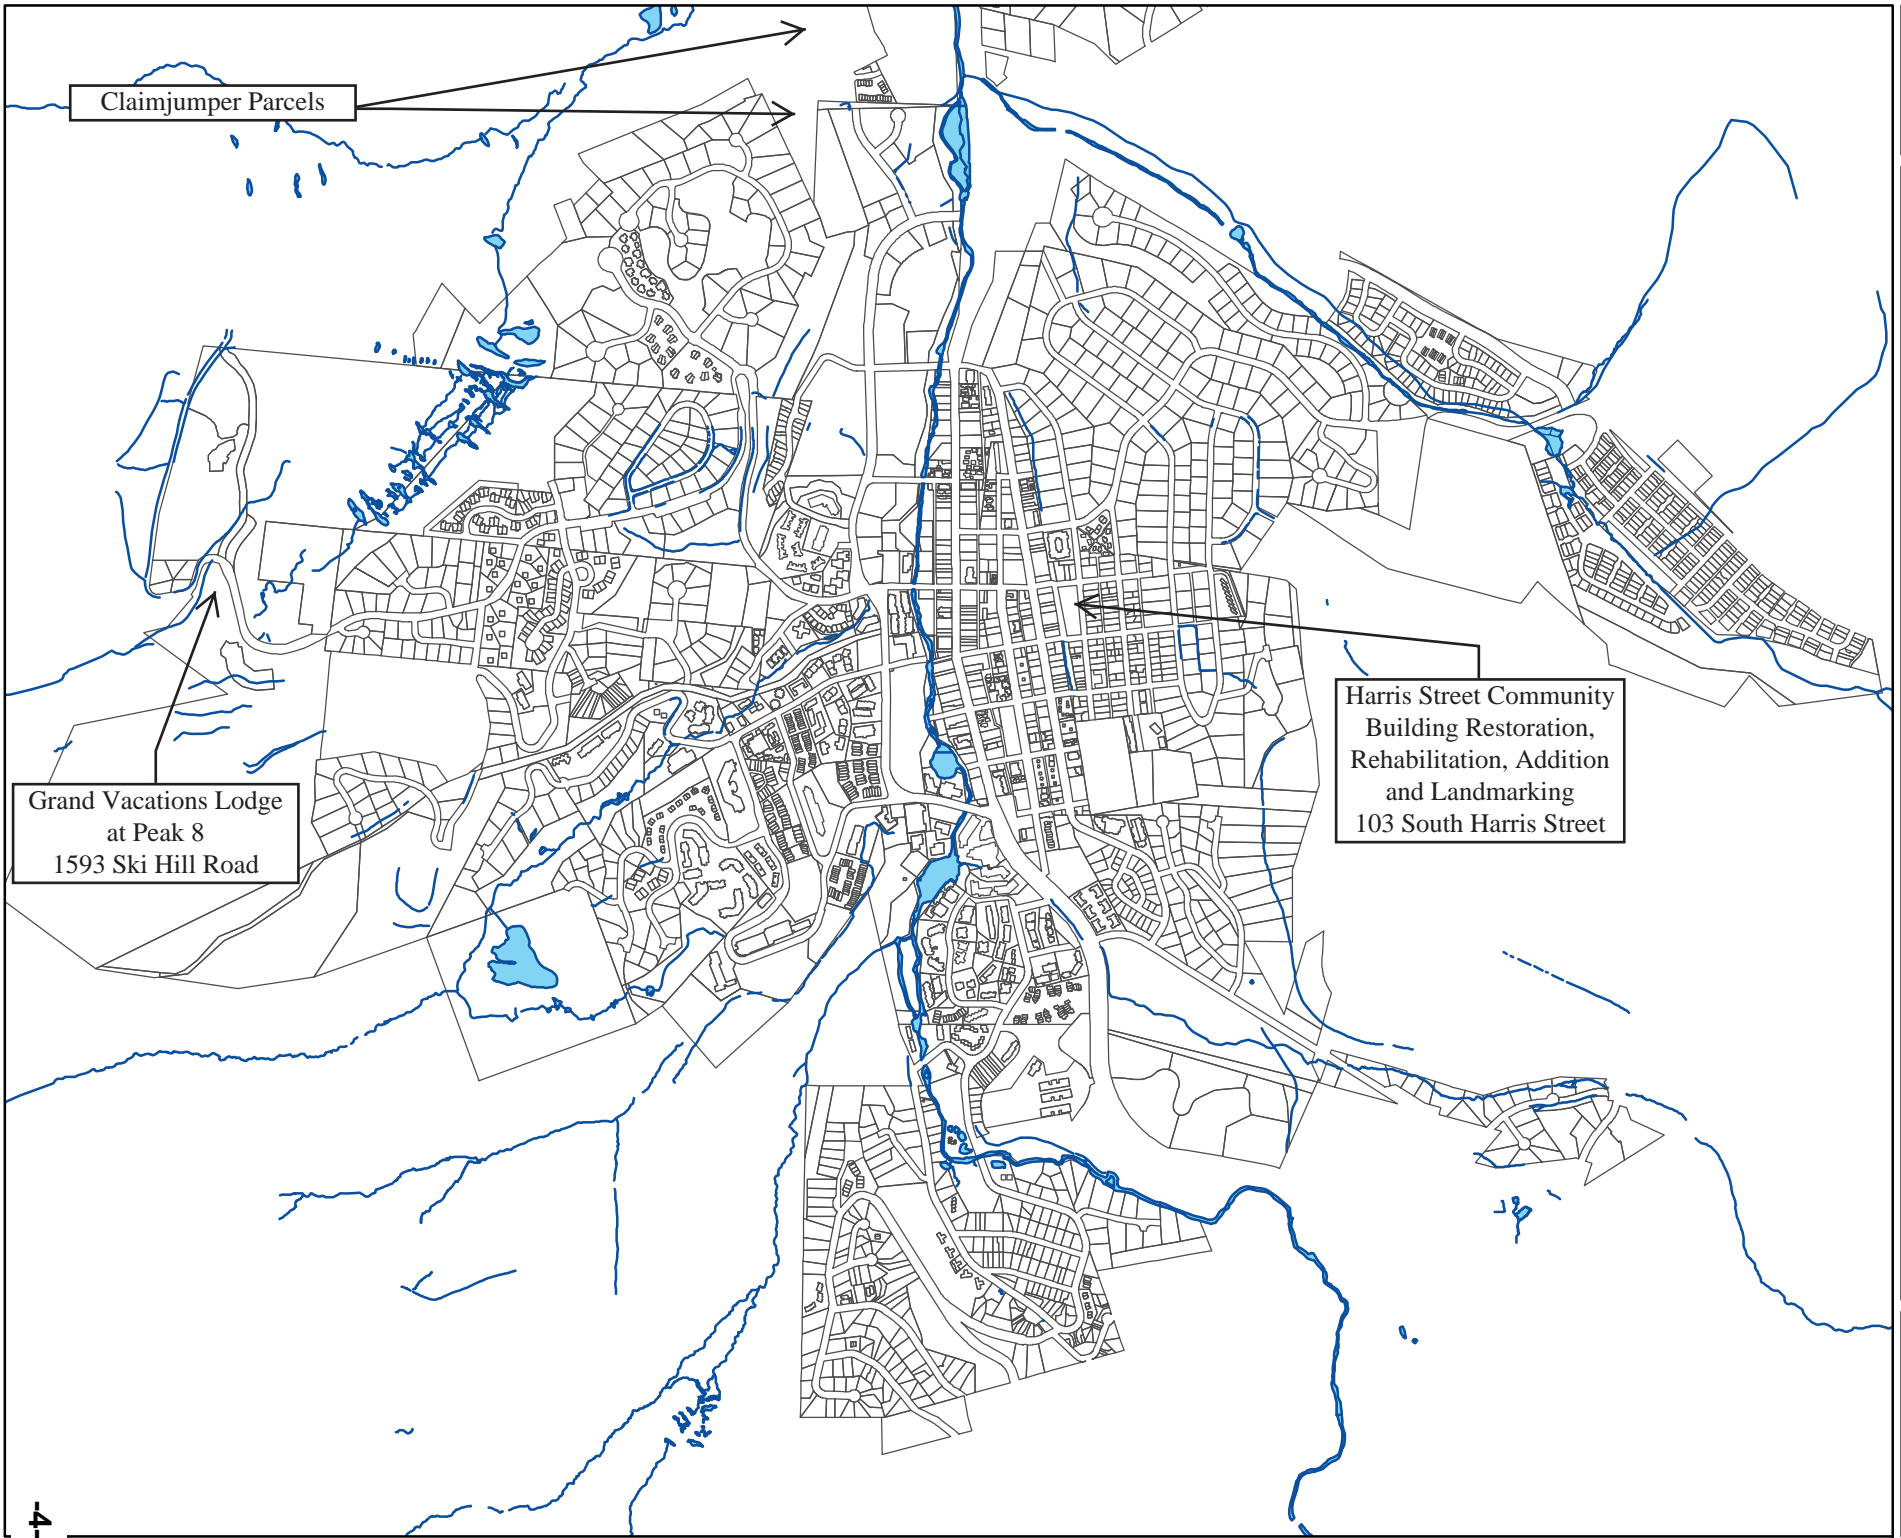 Claimjumper Parcels
Harris Street Community
Building Restoration,
Rehabilitation, Addition
and Landmarking
103 South Harris Street
Grand Vacations Lodge
at Peak 8
1593 Ski Hill Road
-4-